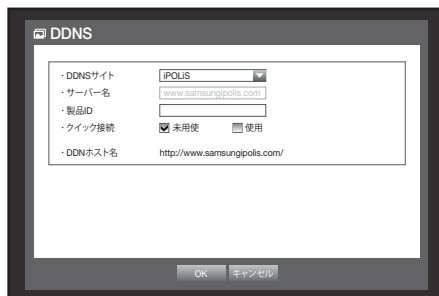 DDNS
・DDNSサイト iPOLiS
・サーバー名 www.samsungipolis.com
・製品ID
・クイック接続 未用使 使用
・DDNホスト名 http://www.samsungipolis.com/
OK キャンセル